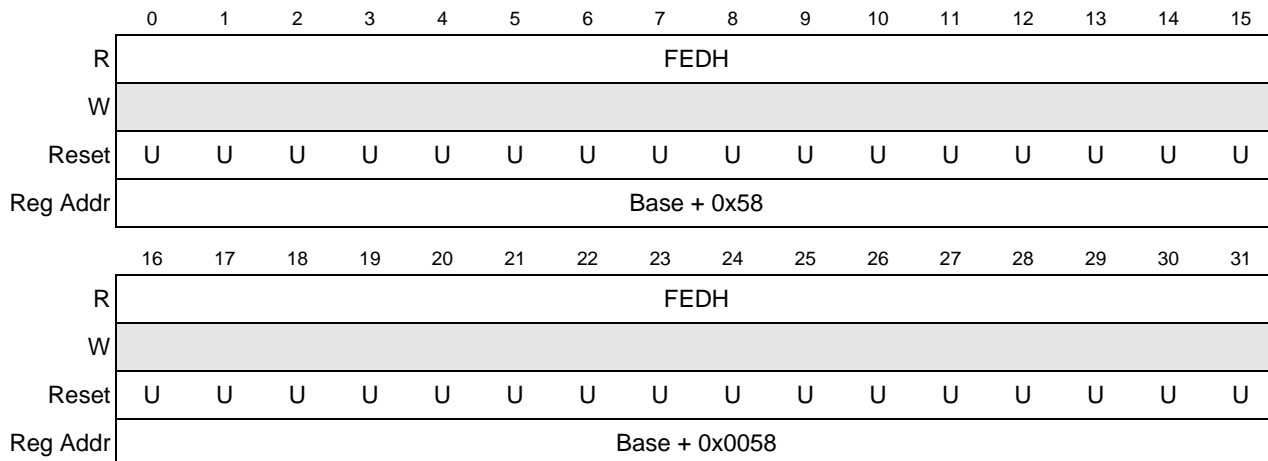 0 1 2 3 4 5 6 7 8 9 10 11 12 13 14 15
R FEDH
W
Reset U U U U U U U U U U U U U U U U
Reg Addr Base + 0x58
16 17 18 19 20 21 22 23 24 25 26 27 28 29 30 31
R FEDH
W
Reset U U U U U U U U U U U U U U U U
Reg Addr Base + 0x0058